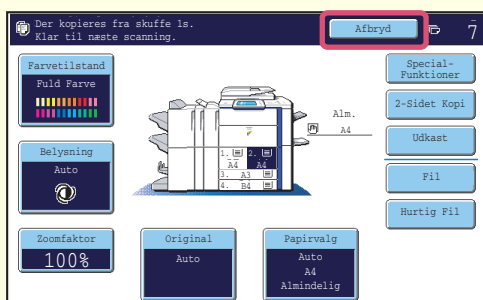 Der kopieres fra skuffe 1s.
Klar til næste scanning.
Afbryd
7
Farvetilstand
Fuld Farve
Belysning
Auto
Zoomfaktor
100%
Original
Auto
Papirvalg
Auto
A4
Almindelig
Alm.
A4
1.
A4
2.
A4
3. A3
4. B4
Special-
Funktioner
2-Sidet Kopi
Udkast
Fil
Hurtig Fil